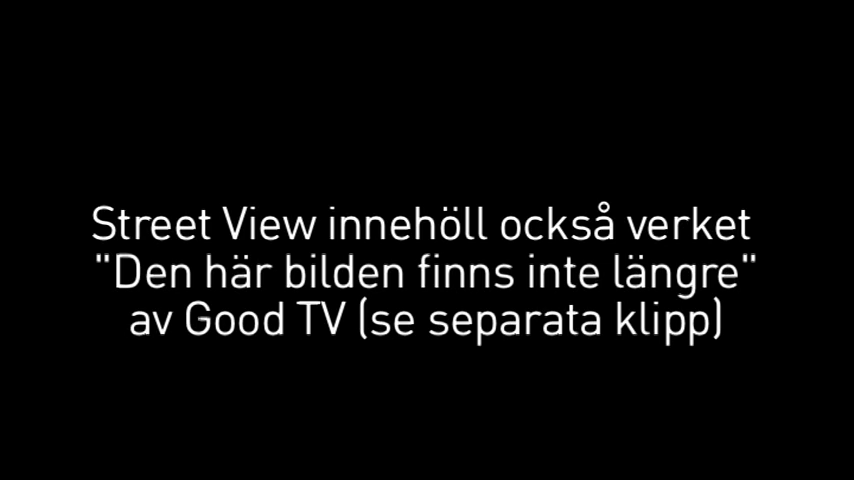 Street View innehöll också verket
"Den här bilden finns inte längre"
av Good TV (se separata klipp)